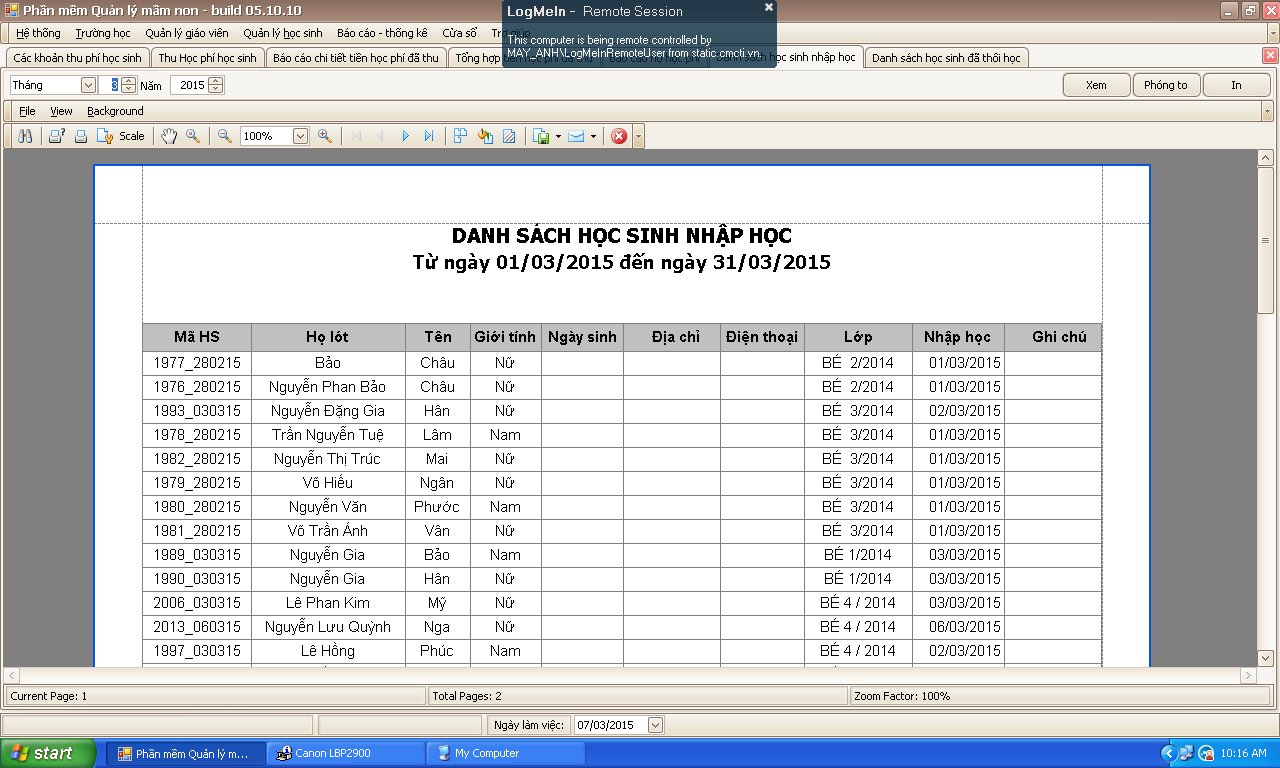 Phần mềm Quản lý mầm non - build 05.10.10
LogMeIn - Remote Session
This computer is being remote controlled by
MAY_ANH\LogMeInRemoteUser from static.cmcti.vn.
Hệ thống Trường học Quản lý giáo viên Quản lý học sinh Báo cáo - thống kê Cửa sổ Trợ giúp
Các khoản thu phí học sinh Thu Học phí học sinh Báo cáo chi tiết tiền học phí đã thu Tổng hợp tiền học phí đã thu Báo cáo nợ học phí Danh sách học sinh nhập học Danh sách học sinh đã thôi học
Tháng 3 Năm 2015 Xem Phóng to In
File View Background
Scale 100%
DANH SÁCH HỌC SINH NHẬP HỌC
Từ ngày 01/03/2015 đến ngày 31/03/2015
Mã HS Họ lót Tên Giới tính Ngày sinh Địa chỉ Điện thoại Lớp Nhập học Ghi chú
1977_280215 Bảo Châu Nữ BÉ 2/2014 01/03/2015
1976_280215 Nguyễn Phan Bảo Châu Nữ BÉ 2/2014 01/03/2015
1993_030315 Nguyễn Đặng Gia Hân Nữ BÉ 3/2014 02/03/2015
1978_280215 Trần Nguyễn Tuệ Lâm Nam BÉ 3/2014 01/03/2015
1982_280215 Nguyễn Thị Trúc Mai Nữ BÉ 3/2014 01/03/2015
1979_280215 Võ Hiếu Ngân Nữ BÉ 3/2014 01/03/2015
1980_280215 Nguyễn Văn Phước Nam BÉ 3/2014 01/03/2015
1981_280215 Võ Trần Ánh Vân Nữ BÉ 3/2014 01/03/2015
1989_030315 Nguyễn Gia Bảo Nam BÉ 1/2014 03/03/2015
1990_030315 Nguyễn Gia Hân Nữ BÉ 1/2014 03/03/2015
2006_030315 Lê Phan Kim Mỹ Nữ BÉ 4 / 2014 03/03/2015
2013_060315 Nguyễn Lưu Quỳnh Nga Nữ BÉ 4 / 2014 06/03/2015
1997_030315 Lê Hồng Phúc Nam BÉ 4 / 2014 02/03/2015
Current Page: 1 Total Pages: 2 Zoom Factor: 100%
Ngày làm việc: 07/03/2015
start Phần mềm Quản lý m... Canon LBP2900 My Computer 10:16 AM